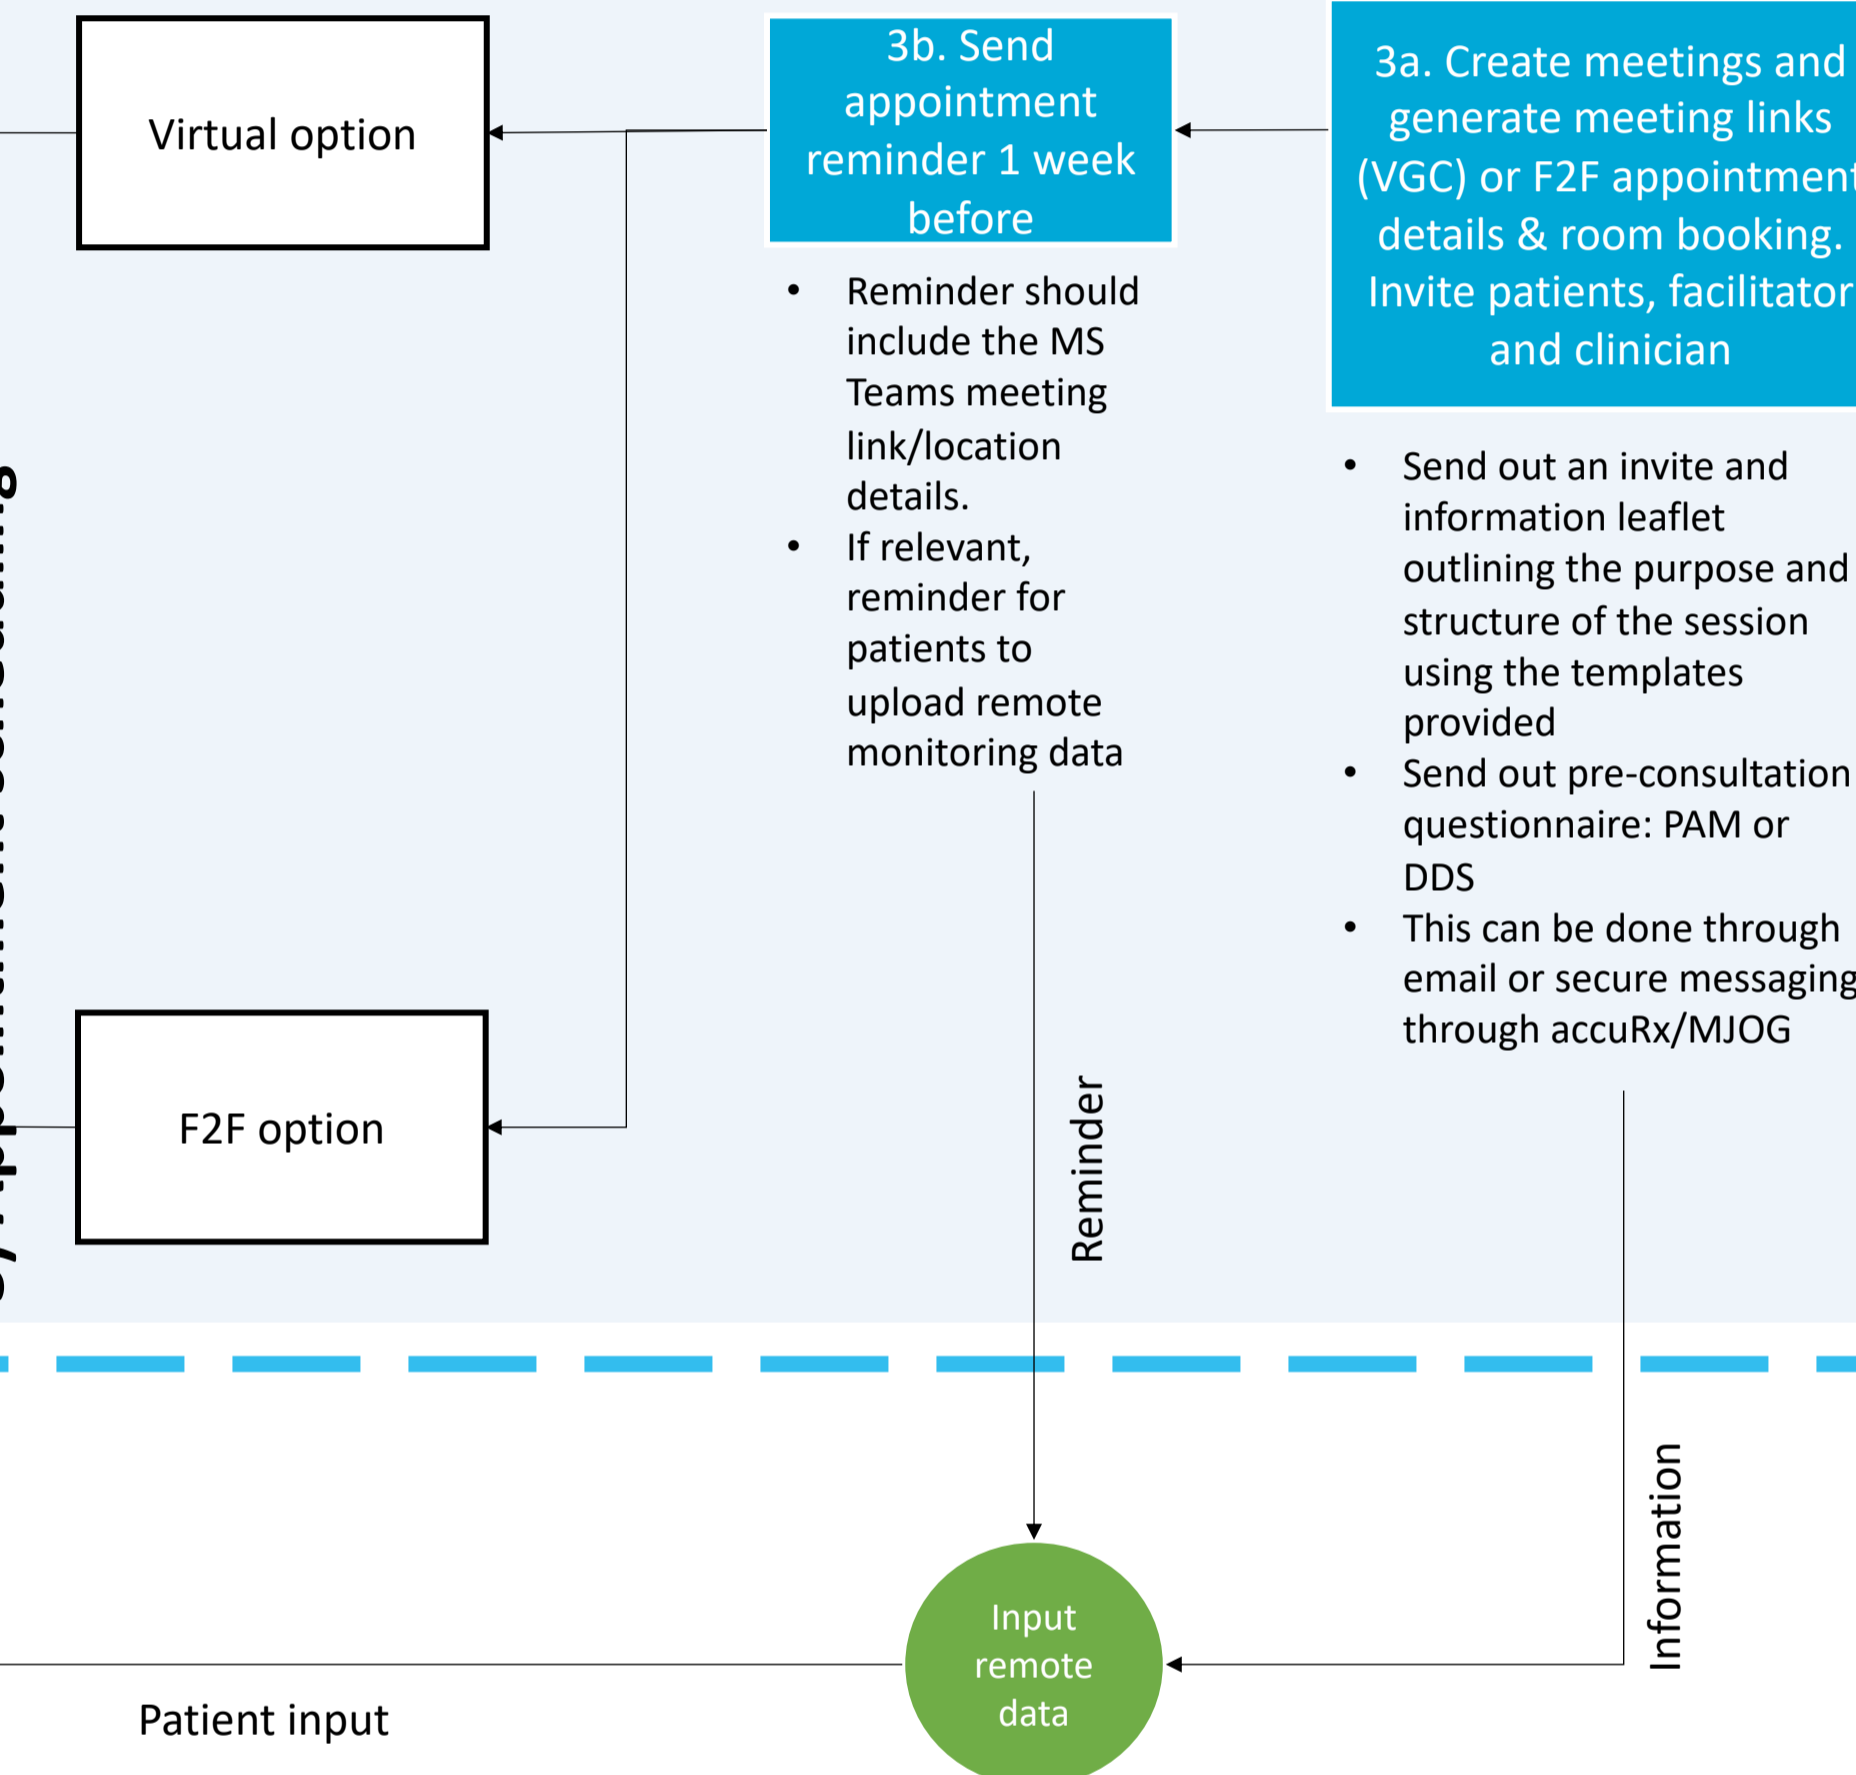 Virtual option
3b. Send
appointment
reminder 1 week
before
3a. Create meetings and
generate meeting links
(VGC) or F2F appointment
details & room booking.
Invite patients, facilitator
and clinician
• Reminder should
include the MS
Teams meeting
link/location
details.
• If relevant,
reminder for
patients to
upload remote
monitoring data
• Send out an invite and
information leaflet
outlining the purpose and
structure of the session
using the templates
provided
• Send out pre-consultation
questionnaire: PAM or
DDS
• This can be done through
email or secure messaging
through accuRx/MJOG
F2F option
Reminder
Information
Input
remote
data
Patient input